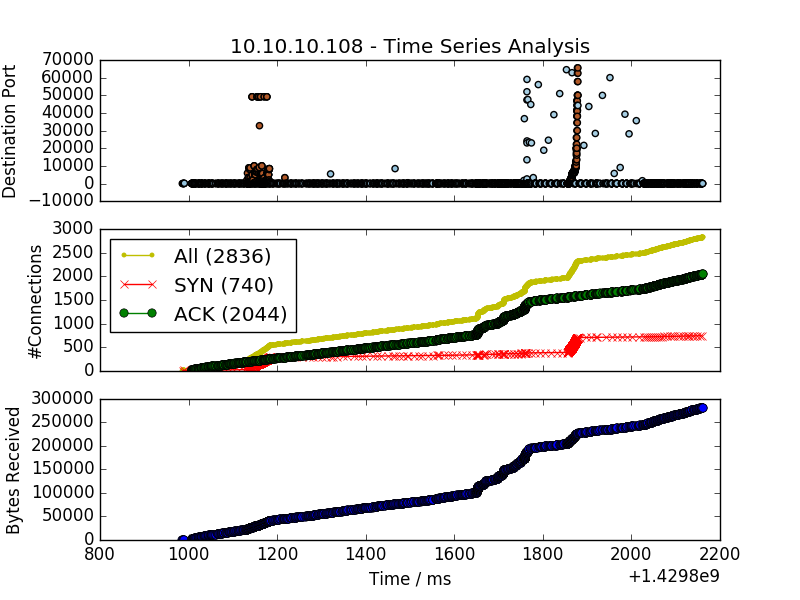 10.10.10.108 - Time Series Analysis
Destination Port
70000
60000
50000
40000
30000
20000
10000
0
−10000
#Connections
3000
2500
2000
1500
1000
500
0
All (2836)
SYN (740)
ACK (2044)
Bytes Received
300000
250000
200000
150000
100000
50000
0
800 1000 1200 1400 1600 1800 2000 2200
Time / ms
+1.4298e9